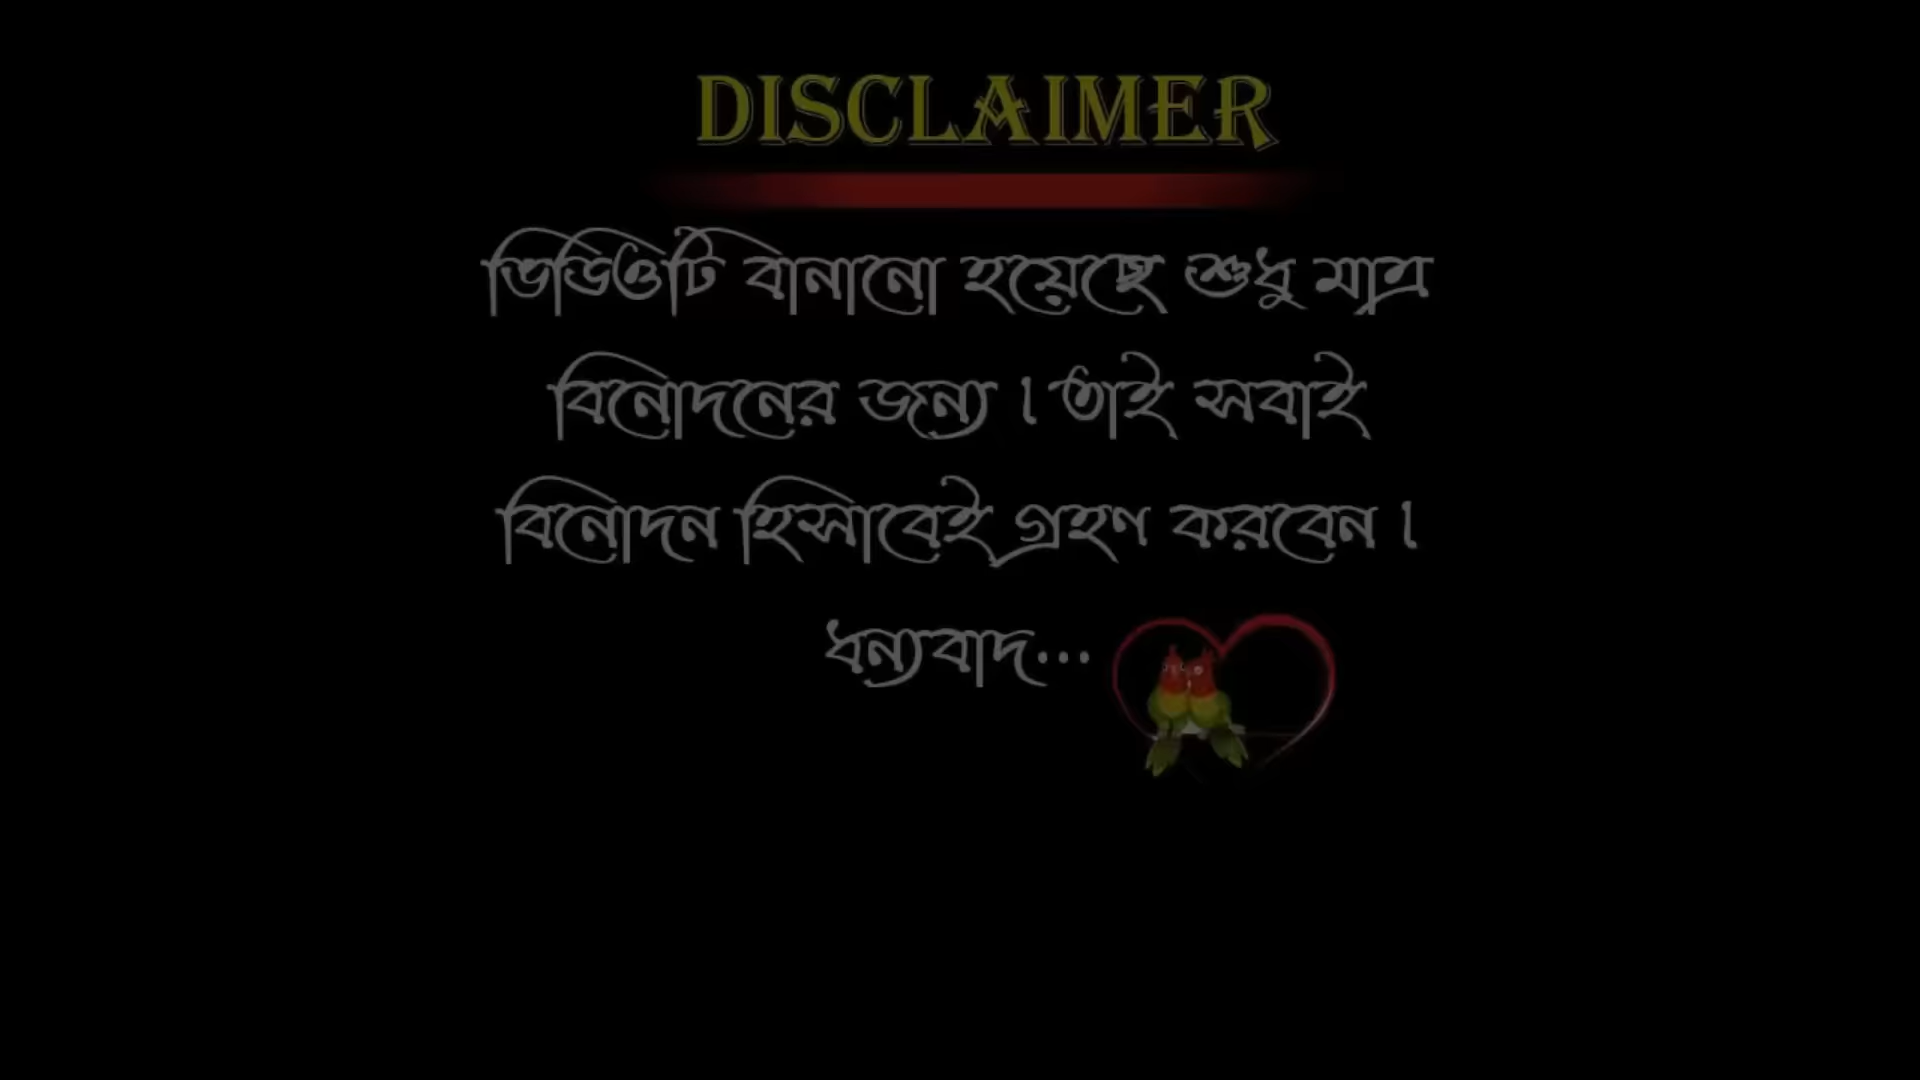 DISCLAIMER
ভিডিওটি বানানো হয়েছে শুধু মাত্র
বিনোদনের জন্য । তাই সবাই
বিনোদন হিসাবেই গ্রহণ করবেন ।
ধন্যবাদ...